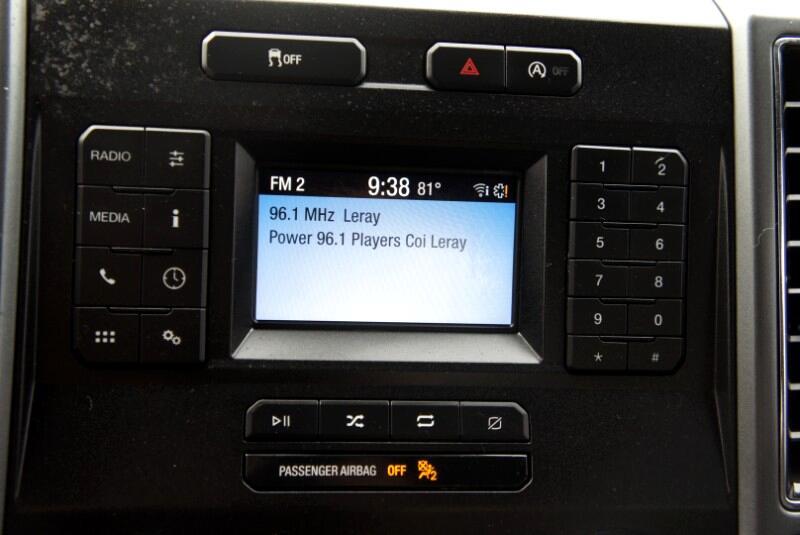 OFF
A OFF
RADIO
MEDIA
i
FM 2 9:38 81°
96.1 MHz Leray
Power 96.1 Players Coi Leray
1 2
3 4
5 6
7 8
9 0
* #
PASSENGER AIRBAG OFF 2